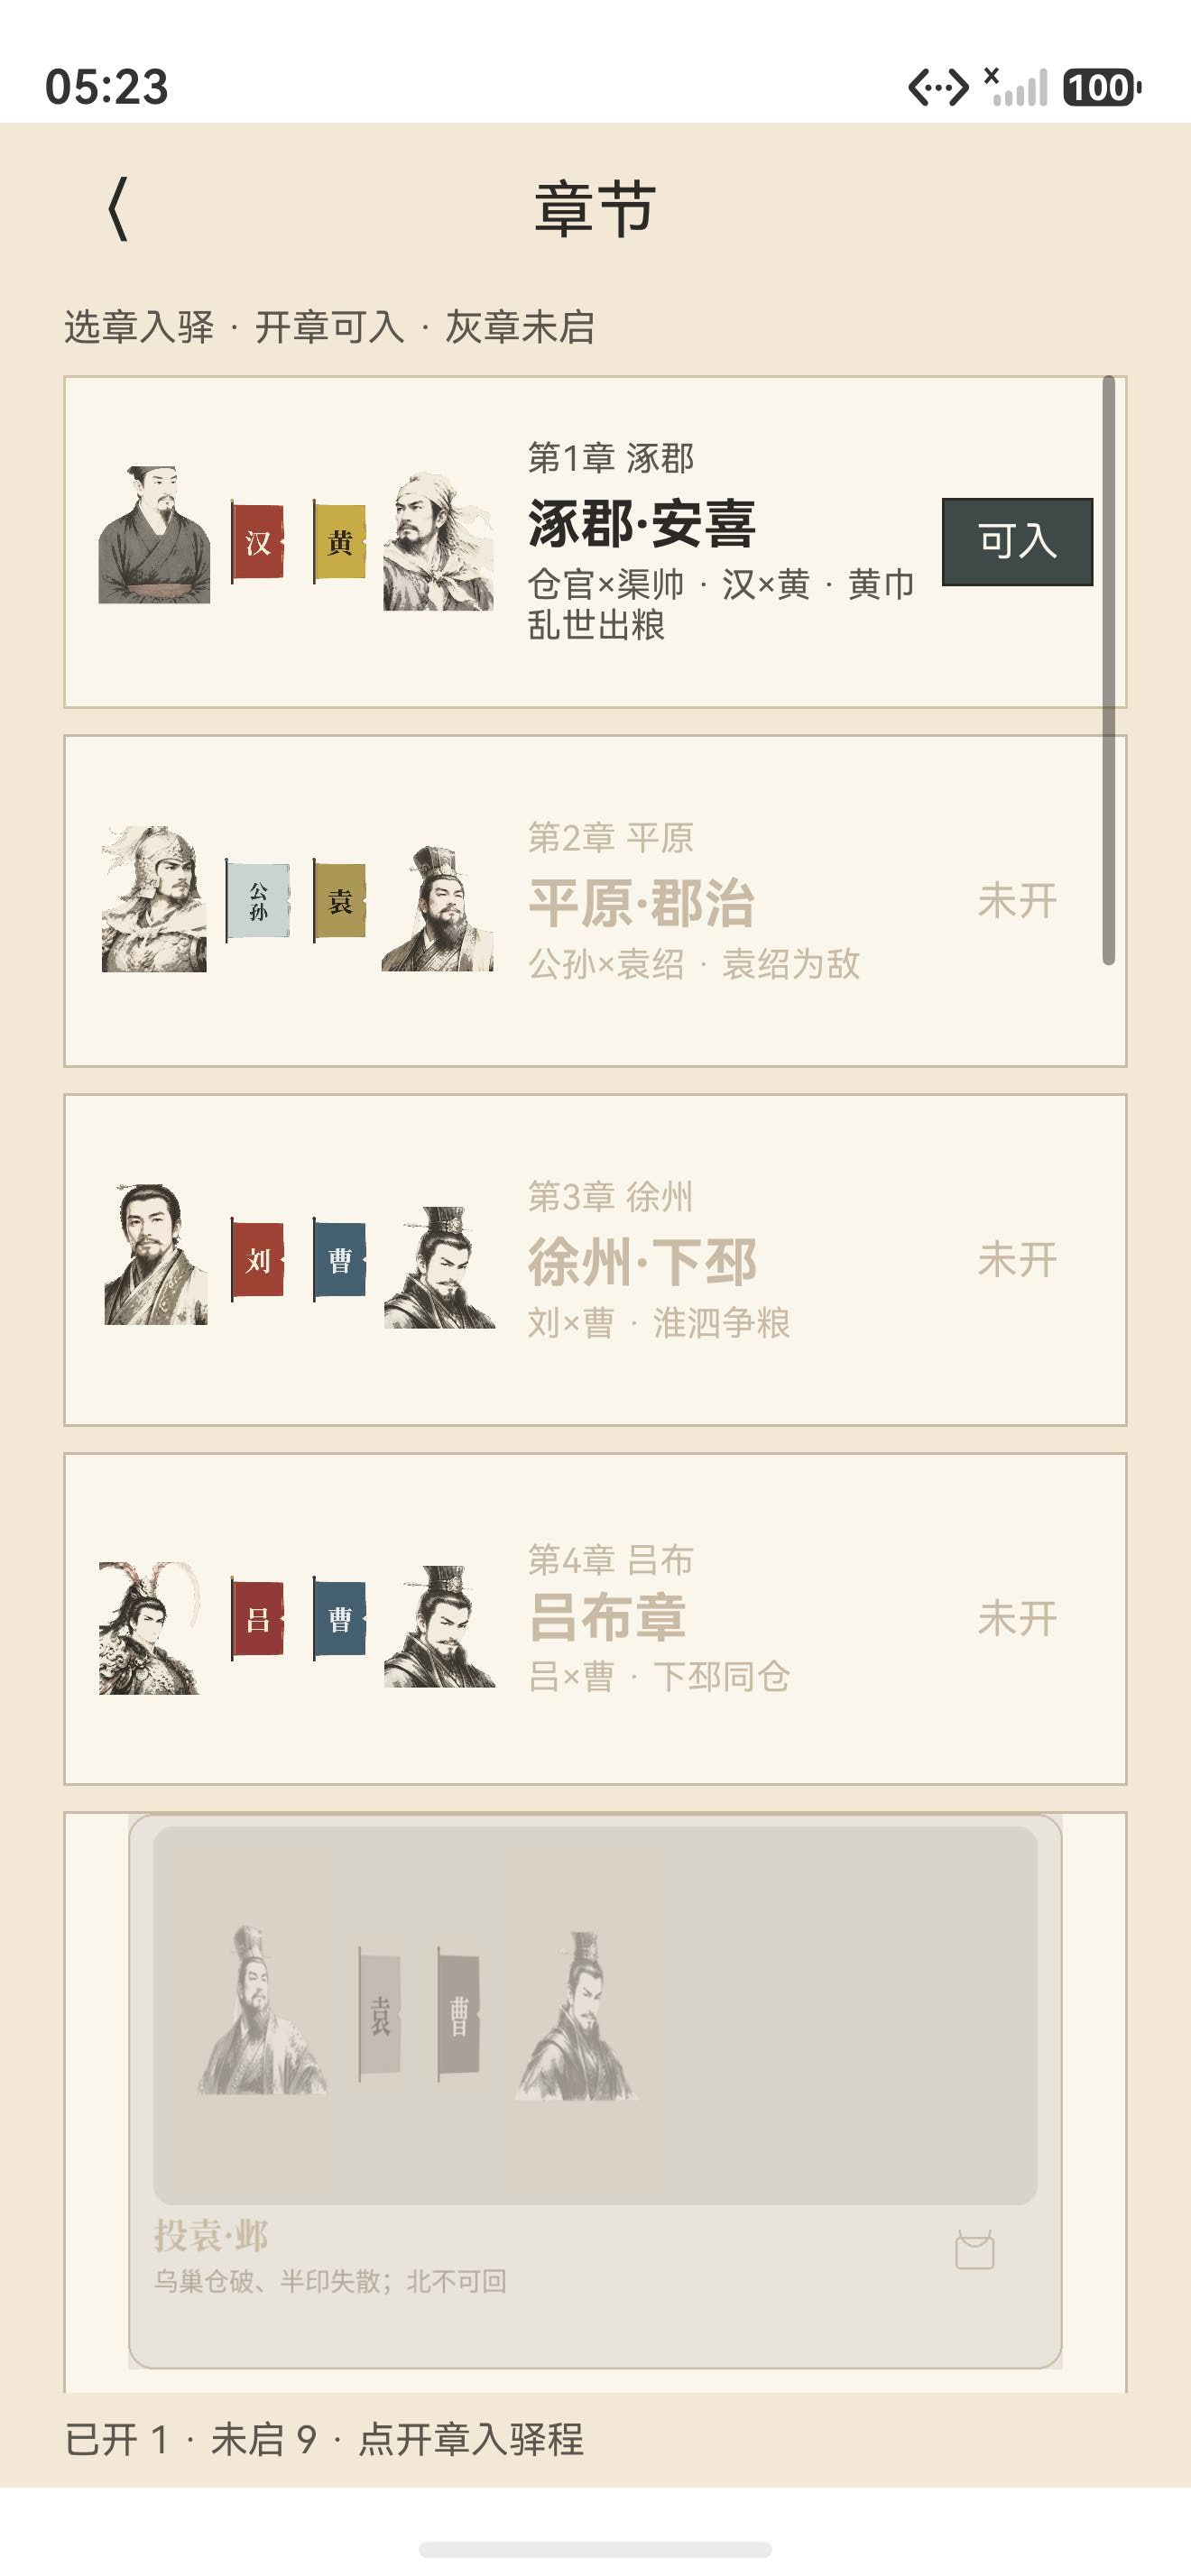 05:23
100
章节
选章入驿 · 开章可入 · 灰章未启
第1章 涿郡
汉 黄
涿郡·安喜
可入
仓官×渠帅 · 汉×黄 · 黄巾
乱世出粮
第2章 平原
公孙 袁
平原·郡治
未开
公孙×袁绍 · 袁绍为敌
第3章 徐州
刘 曹
徐州·下邳
未开
刘×曹 · 淮泗争粮
第4章 吕布
吕 曹
吕布章
未开
吕×曹 · 下邳同仓
袁 曹
投袁·邺
乌巢仓破、半印失散；北不可回
已开 1 · 未启 9 · 点开章入驿程